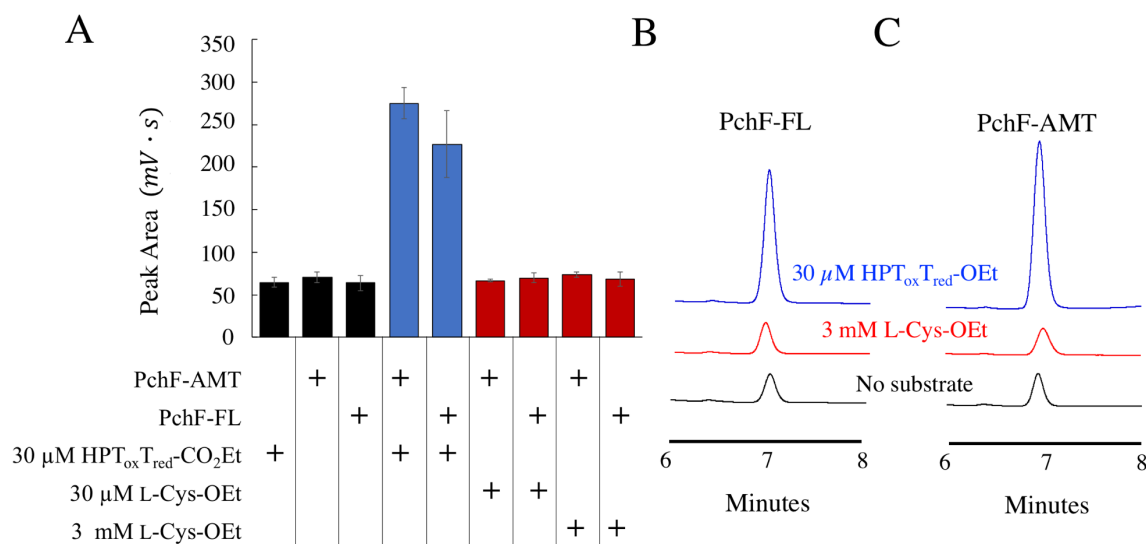 A
B
C
350
300
250
200
150
100
50
0
Peak Area (mV · s)
PchF-AMT + + + +
PchF-FL + + + +
30 µM HPToxTred-CO2Et + + +
30 µM L-Cys-OEt + +
3 mM L-Cys-OEt + +
PchF-FL
PchF-AMT
30 µM HPToxTred-OEt
3 mM L-Cys-OEt
No substrate
6 7 8
6 7 8
Minutes
Minutes